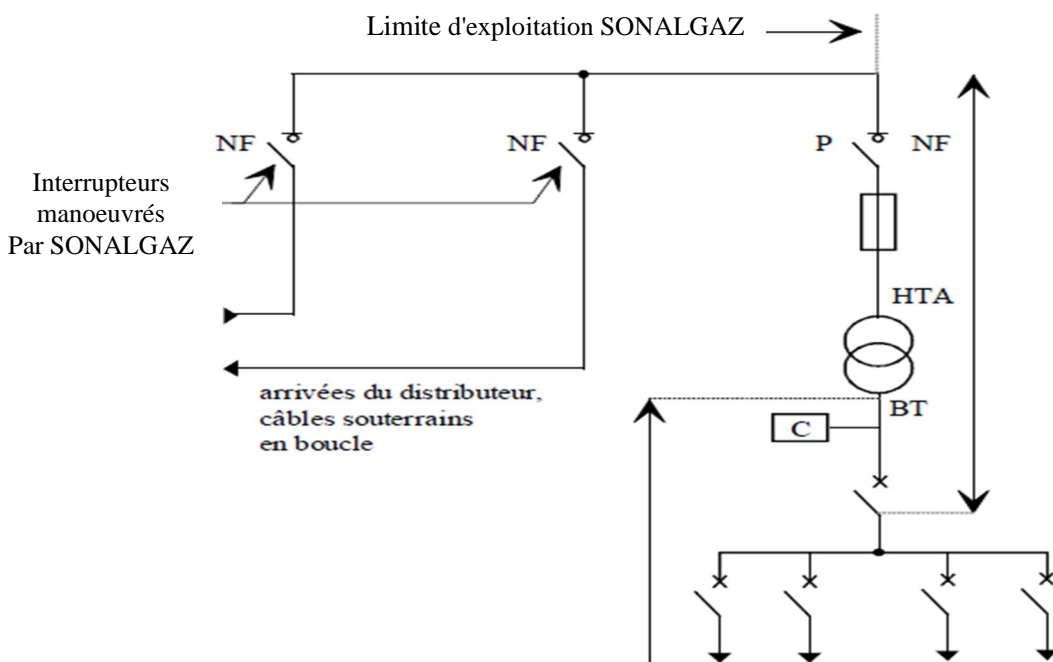 Limite d'exploitation SONALGAZ
NF
NF
P
NF
Interrupteurs
manoeuvrés
Par SONALGAZ
HTA
arrivées du distributeur,
câbles souterrains
en boucle
BT
C